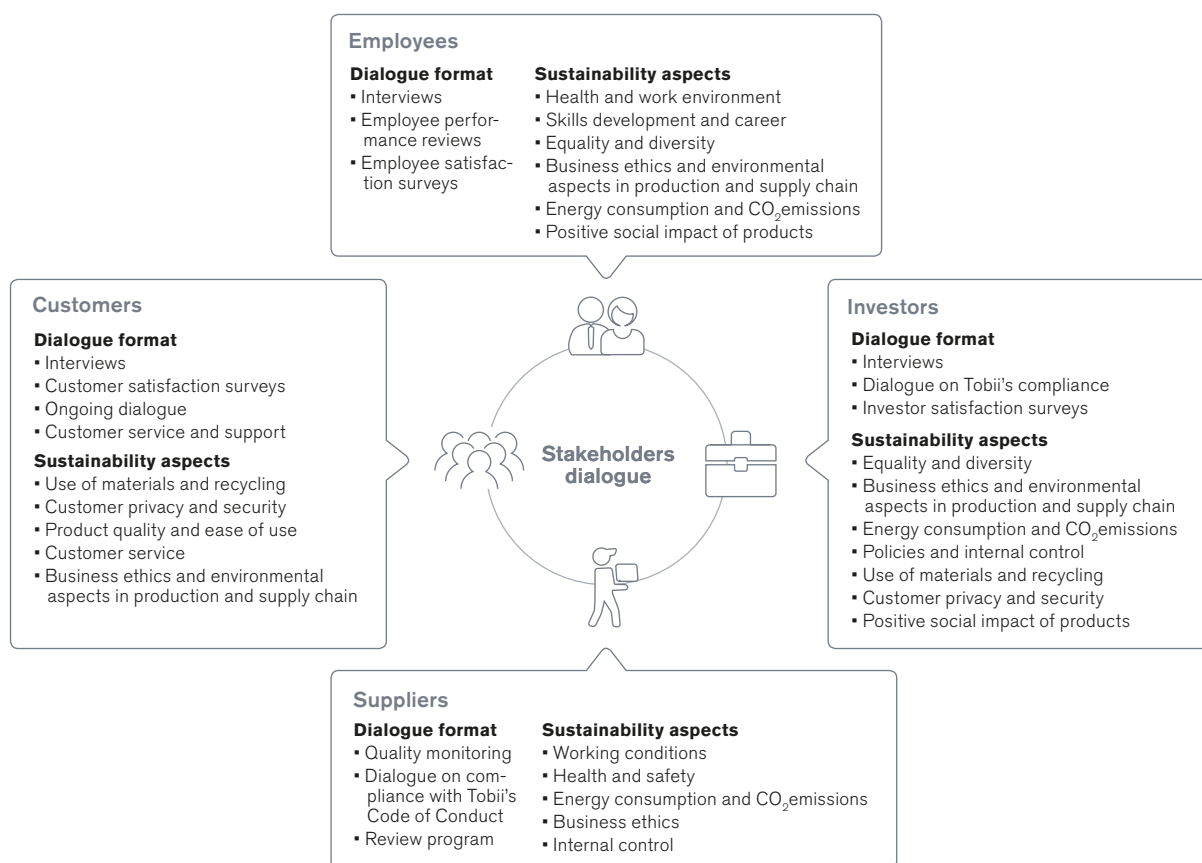 Employees
Dialogue format
▪ Interviews
▪ Employee perfor-
mance reviews
▪ Employee satisfac-
tion surveys
Sustainability aspects
▪ Health and work environment
▪ Skills development and career
▪ Equality and diversity
▪ Business ethics and environmental
aspects in production and supply chain
▪ Energy consumption and CO₂emissions
▪ Positive social impact of products
Customers
Dialogue format
▪ Interviews
▪ Customer satisfaction surveys
▪ Ongoing dialogue
▪ Customer service and support
Sustainability aspects
▪ Use of materials and recycling
▪ Customer privacy and security
▪ Product quality and ease of use
▪ Customer service
▪ Business ethics and environmental
aspects in production and supply chain
Stakeholders
dialogue
Investors
Dialogue format
▪ Interviews
▪ Dialogue on Tobii's compliance
▪ Investor satisfaction surveys
Sustainability aspects
▪ Equality and diversity
▪ Business ethics and environmental
aspects in production and supply chain
▪ Energy consumption and CO₂emissions
▪ Policies and internal control
▪ Use of materials and recycling
▪ Customer privacy and security
▪ Positive social impact of products
Suppliers
Dialogue format
▪ Quality monitoring
▪ Dialogue on com-
pliance with Tobii's
Code of Conduct
▪ Review program
Sustainability aspects
▪ Working conditions
▪ Health and safety
▪ Energy consumption and CO₂emissions
▪ Business ethics
▪ Internal control